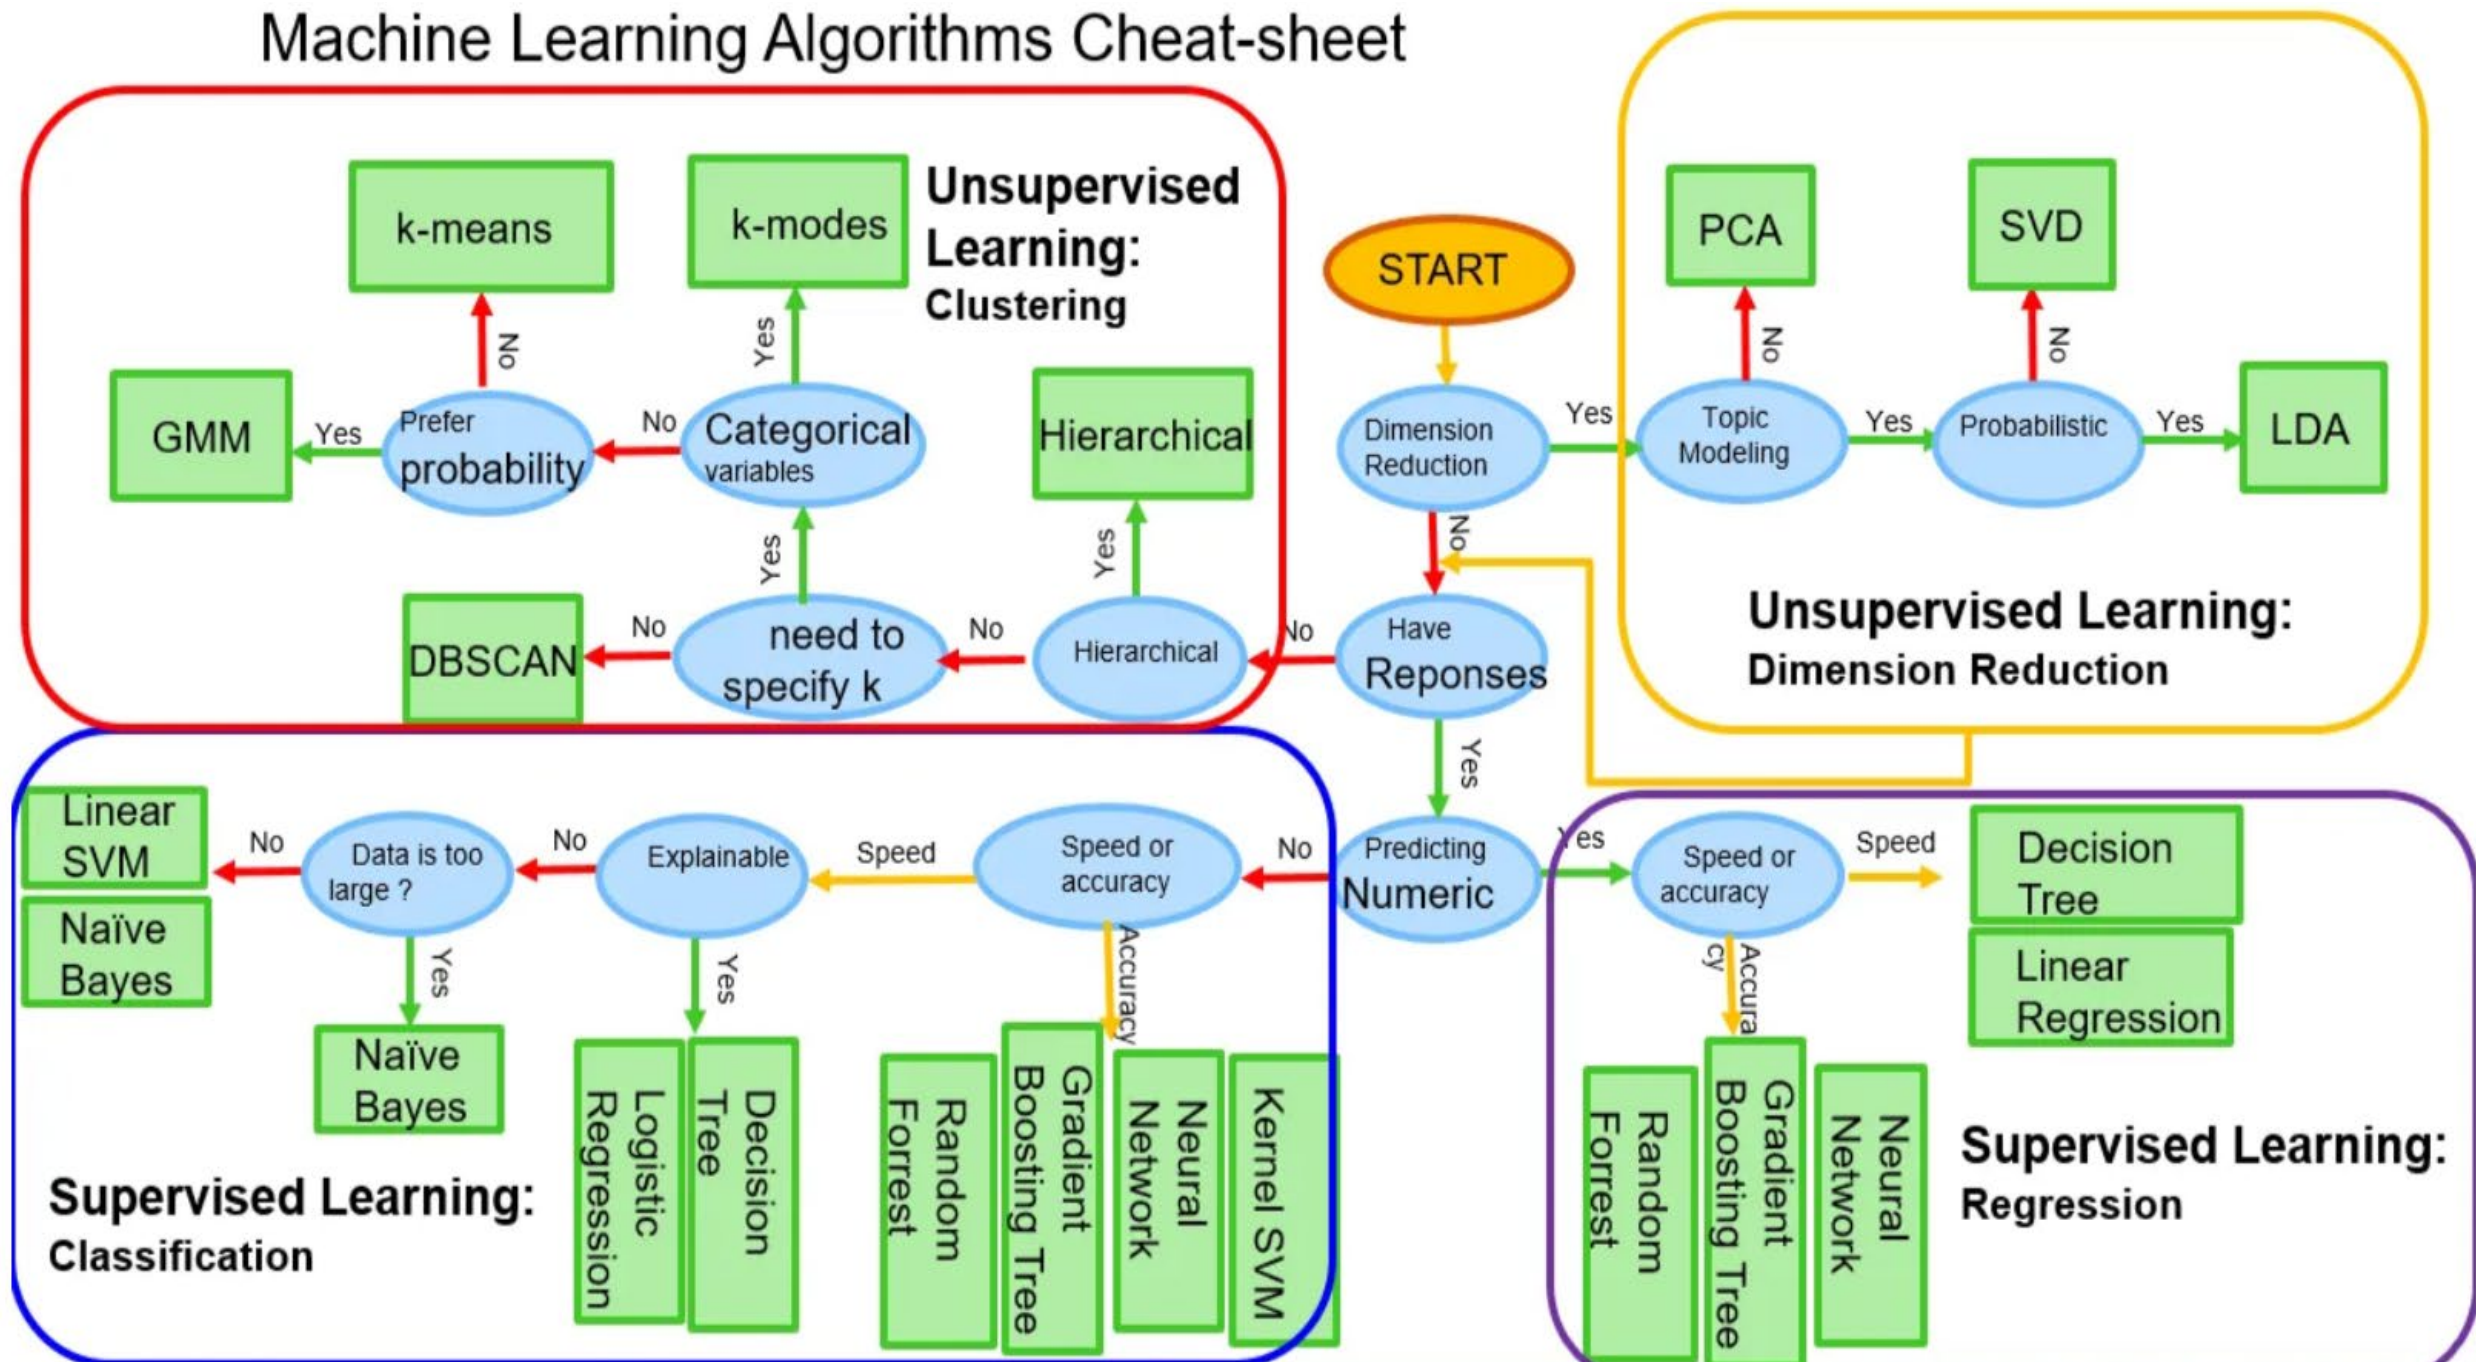 Machine Learning Algorithms Cheat-sheet
k-means
k-modes
Unsupervised
Learning:
Clustering
No
Yes
GMM
Yes
Prefer
probability
No
Categorical
variables
Hierarchical
Yes
Yes
DBSCAN
No
need to
specify k
No
Hierarchical
No
START
Dimension
Reduction
Yes
No
Have
Reponses
Yes
PCA
SVD
No
No
Topic
Modeling
Yes
Probabilistic
Yes
LDA
Unsupervised Learning:
Dimension Reduction
Linear
SVM
Naïve
Bayes
No
Data is too
large ?
No
Explainable
Speed
Speed or
accuracy
No
Predicting
Numeric
Yes
Yes
Accuracy
Naïve
Bayes
Logistic
Regression
Decision
Tree
Random
Forrest
Gradient
Boosting Tree
Neural
Network
Kernel SVM
Supervised Learning:
Classification
Yes
Speed or
accuracy
Speed
Decision
Tree
Linear
Regression
Accura
cy
Random
Forrest
Gradient
Boosting Tree
Neural
Network
Supervised Learning:
Regression